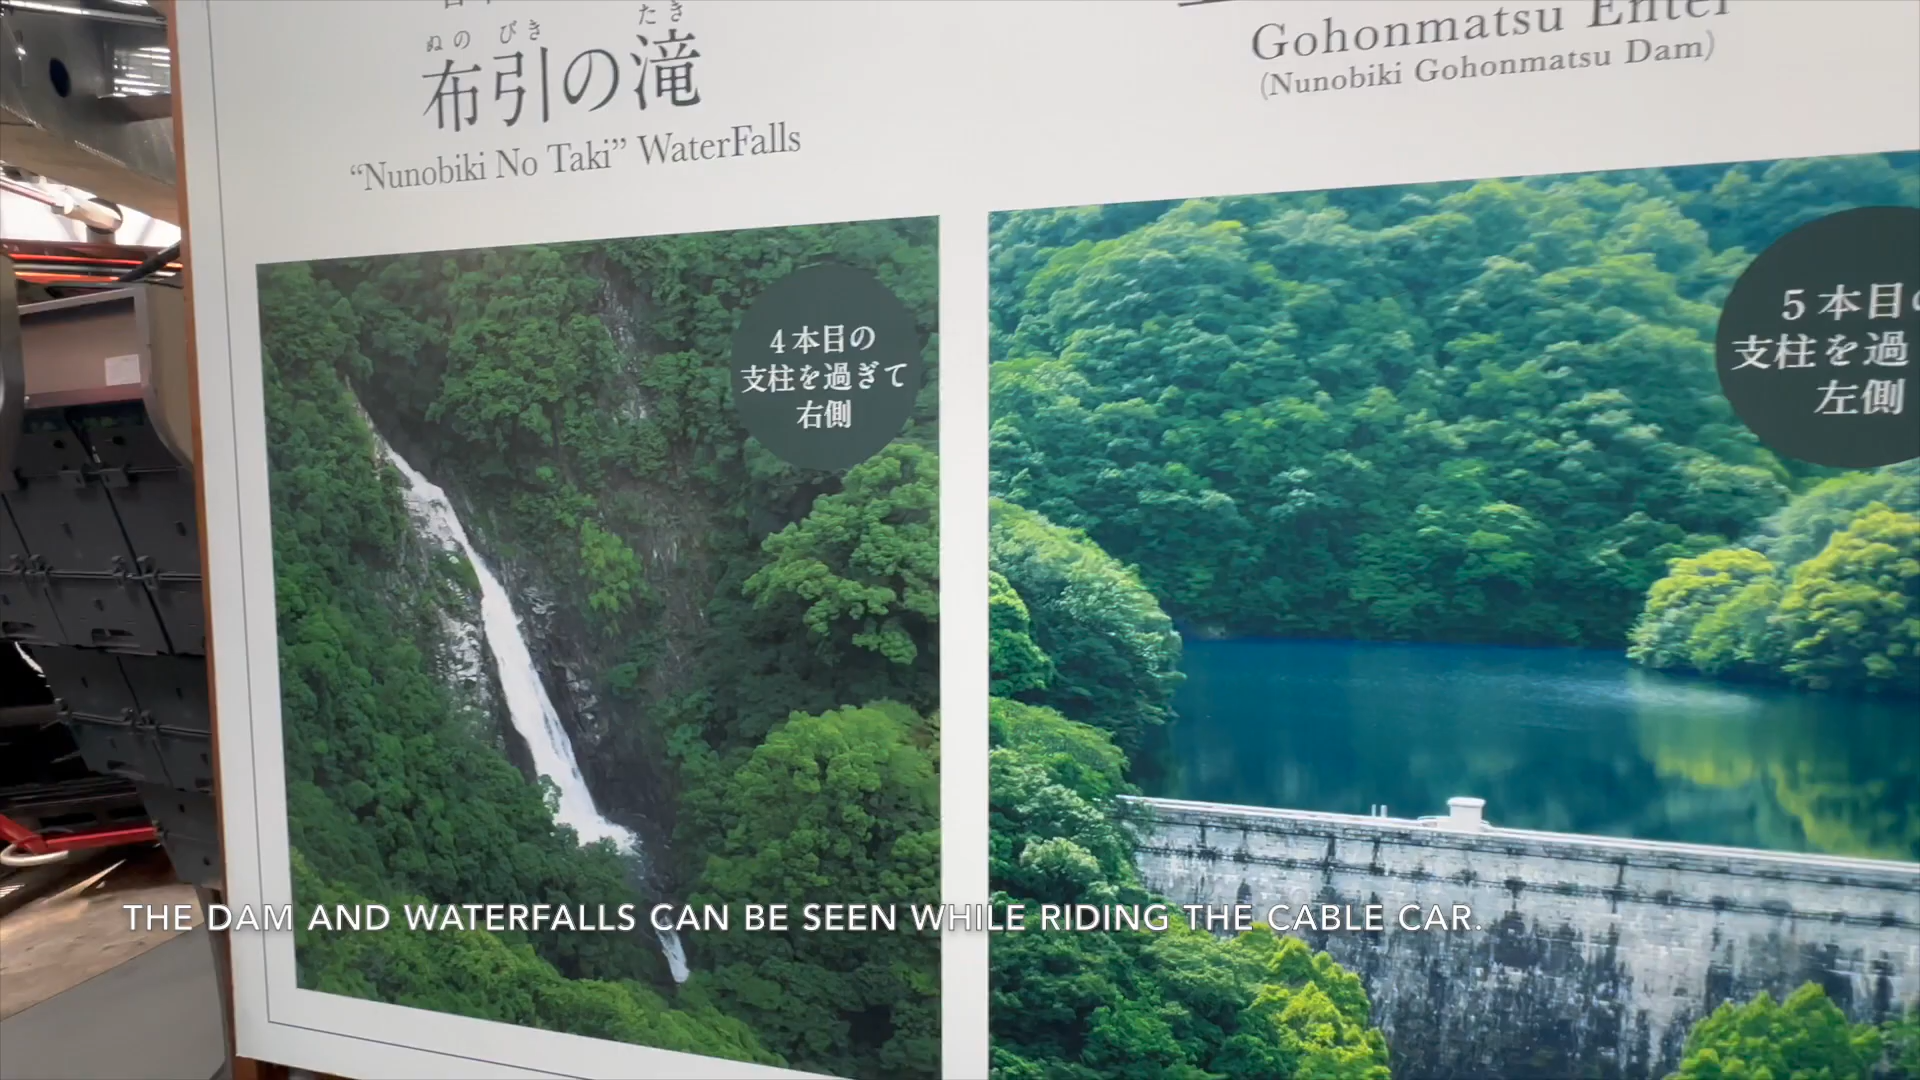 ぬの びき たき
布引の滝
“Nunobiki No Taki” WaterFalls
4本目の
支柱を過ぎて
右側
Gohonmatsu
(Nunobiki Gohonmatsu Dam)
5本目
支柱を過
左側
THE DAM AND WATERFALLS CAN BE SEEN WHILE RIDING THE CABLE CAR.